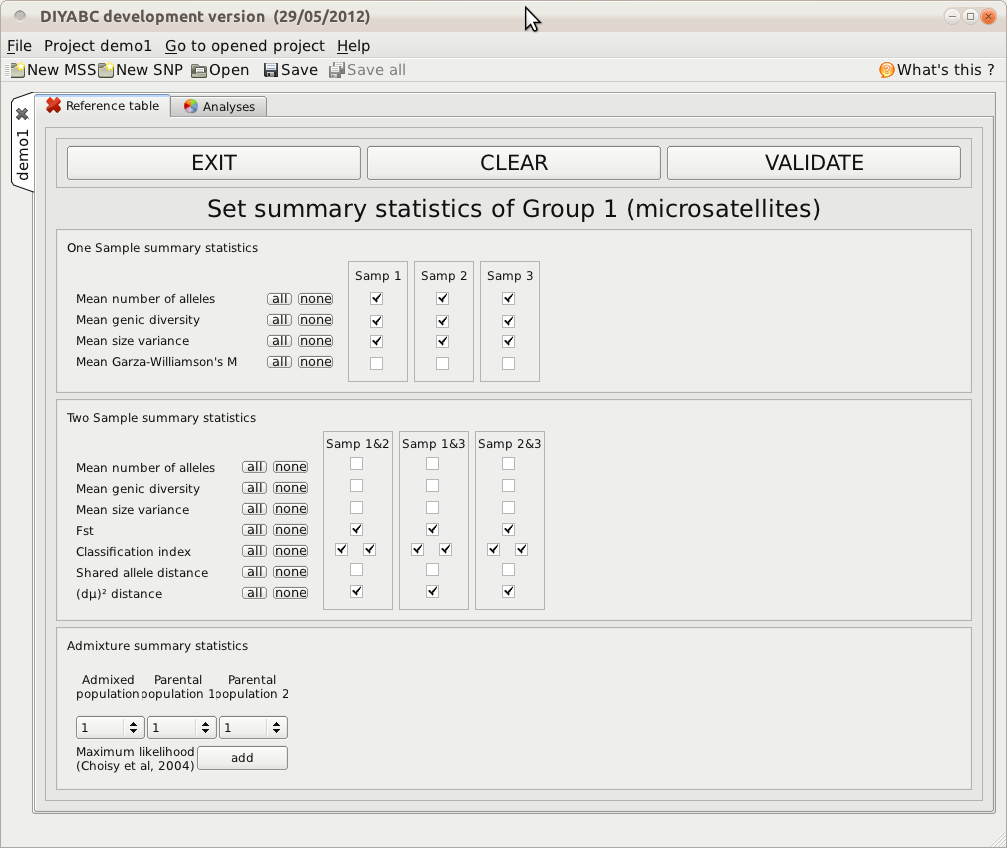 DIYABC development version (29/05/2012)
File Project demo1 Go to opened project Help
New MSS New SNP Open Save Save all What's this ?
demo1
Reference table Analyses
EXIT CLEAR VALIDATE
Set summary statistics of Group 1 (microsatellites)
One Sample summary statistics
Samp 1 Samp 2 Samp 3
Mean number of alleles all none
Mean genic diversity all none
Mean size variance all none
Mean Garza-Williamson's M all none
Two Sample summary statistics
Samp 1&2 Samp 1&3 Samp 2&3
Mean number of alleles all none
Mean genic diversity all none
Mean size variance all none
Fst all none
Classification index all none
Shared allele distance all none
(dμ)² distance all none
Admixture summary statistics
Admixed Parental Parental
population population 1 population 2
1 1 1
Maximum likelihood
(Choisy et al, 2004) add